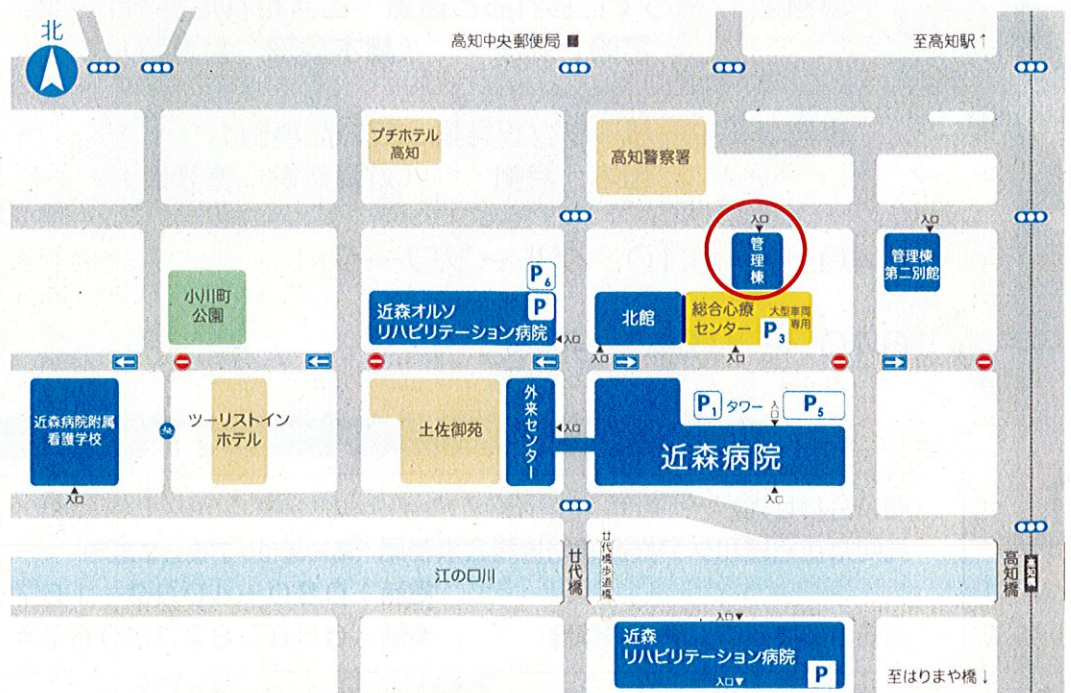 北
高知中央郵便局
至高知駅↑
プチホテル
高知
高知警察署
入口
管
理
棟
入口
管理棟
第二別館
小川町
公園
P6
P
近森オルソ
リハビリテーション病院
入口
北館
入口
総合心療
センター
大型車両
専用
P3
入口
近森病院附属
看護学校
入口
ツーリストイン
ホテル
土佐御苑
外来センター
入口
P1
タワー
入口
P5
近森病院
入口
江の口川
廿代橋
廿代橋歩道橋
高知橋
入口
近森
リハビリテーション病院
入口
P
至はりまや橋↓